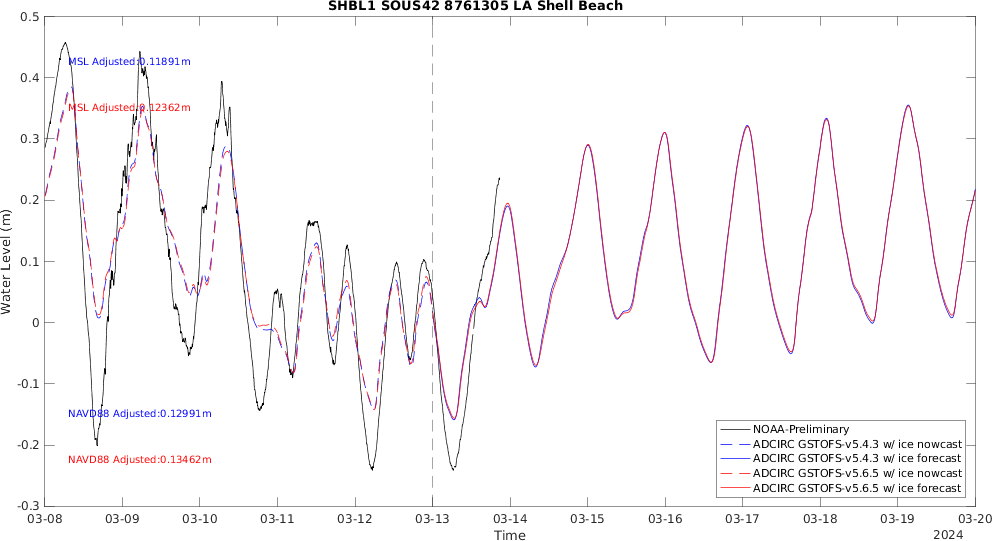 SHBL1 SOUS42 8761305 LA Shell Beach
0.5
0.4
0.3
0.2
0.1
0
-0.1
-0.2
-0.3
Water Level (m)
MSL Adjusted:0.11891m
MSL Adjusted:0.12362m
NAVD88 Adjusted:0.12991m
NAVD88 Adjusted:0.13462m
NOAA-Preliminary
ADCIRC GSTOFS-v5.4.3 w/ ice nowcast
ADCIRC GSTOFS-v5.4.3 w/ ice forecast
ADCIRC GSTOFS-v5.6.5 w/ ice nowcast
ADCIRC GSTOFS-v5.6.5 w/ ice forecast
03-08 03-09 03-10 03-11 03-12 03-13 03-14 03-15 03-16 03-17 03-18 03-19 03-20
Time
2024